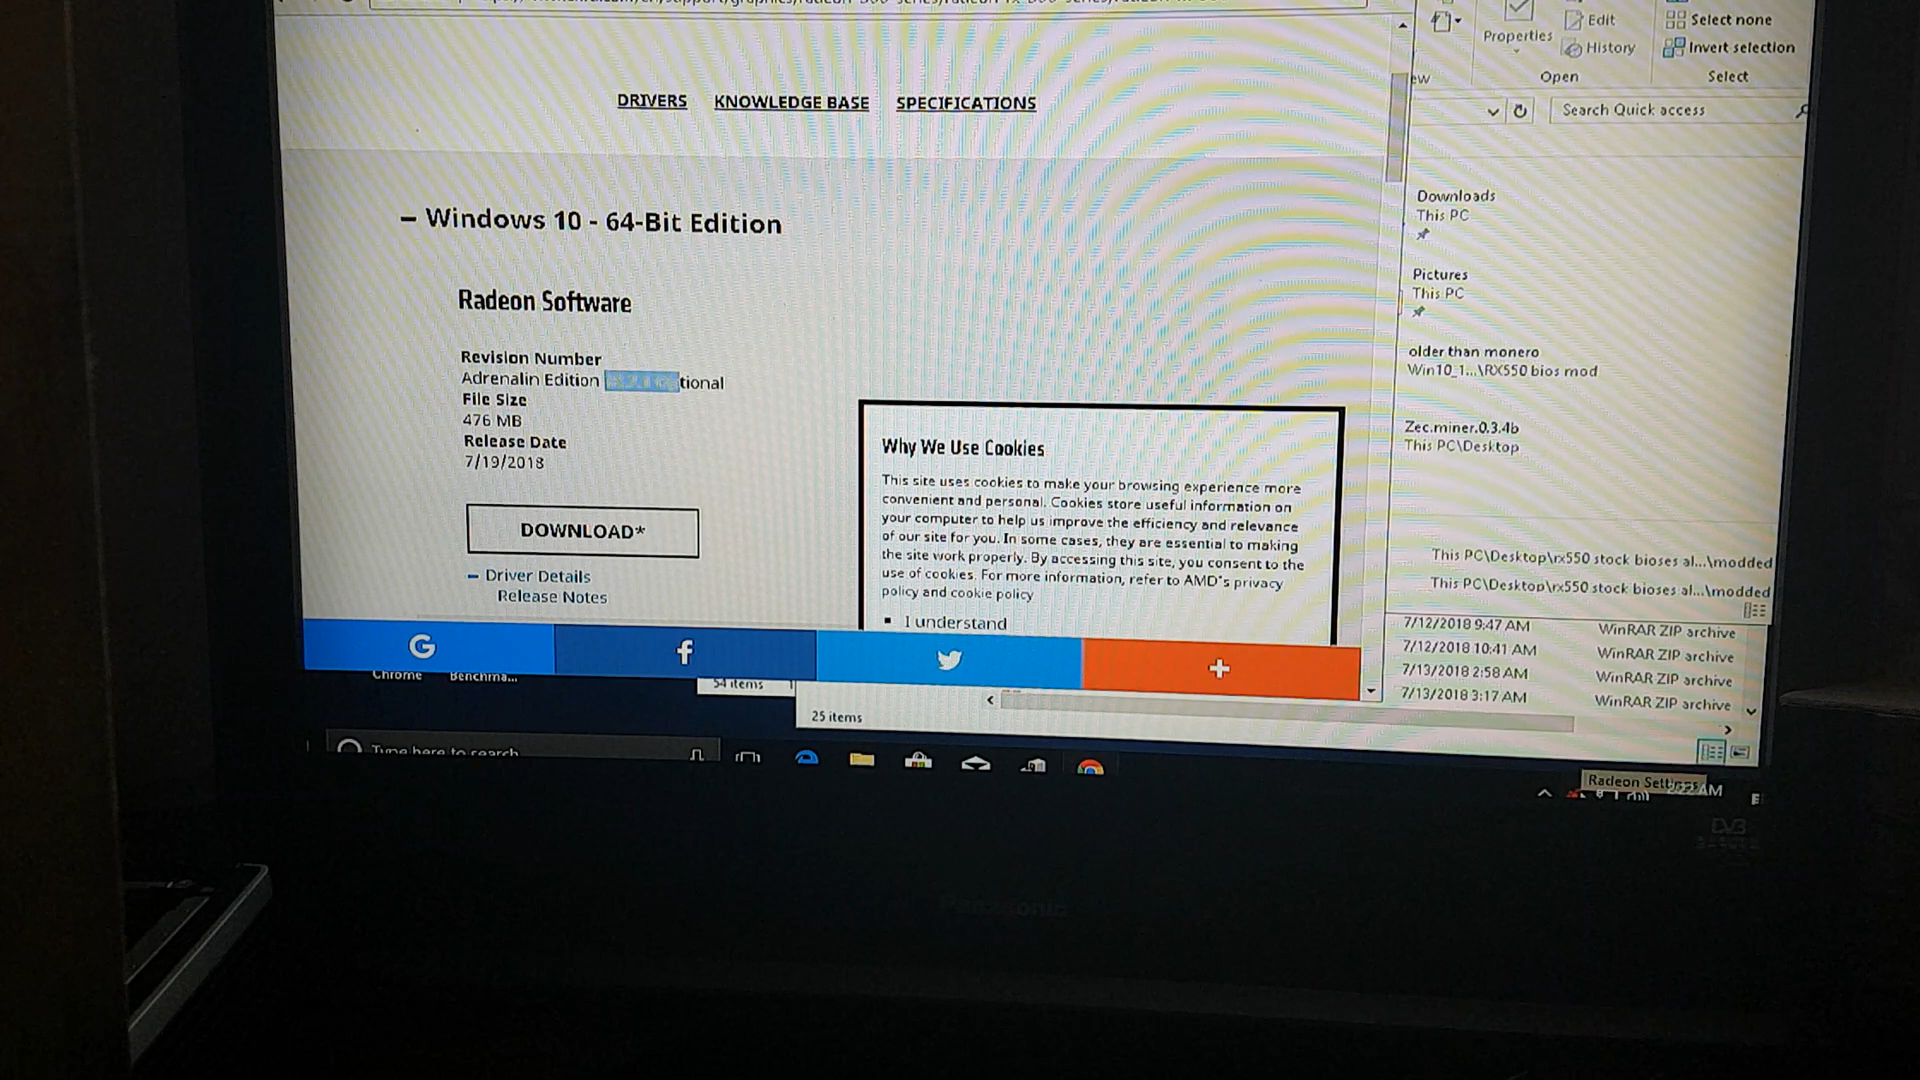 Edit
Select none
Properties
History
Invert selection
ew
Open
Select
DRIVERS KNOWLEDGE BASE SPECIFICATIONS
Search Quick access
Downloads
This PC
Pictures
This PC
older than monero
Win10_1...\RX550 bios mod
Zec.miner.0.3.4b
This PC\Desktop
This PC\Desktop\rx550 stock bioses al...\modded
This PC\Desktop\rx550 stock bioses al...\modded
– Windows 10 - 64-Bit Edition
Radeon Software
Revision Number
Adrenalin Edition tional
File Size
476 MB
Release Date
7/19/2018
DOWNLOAD*
– Driver Details
Release Notes
Why We Use Cookies
This site uses cookies to make your browsing experience more
convenient and personal. Cookies store useful information on
your computer to help us improve the efficiency and relevance
of our site for you. In some cases, they are essential to making
the site work properly. By accessing this site, you consent to the
use of cookies. For more information, refer to AMD's privacy
policy and cookie policy
▪ I understand
7/12/2018 9:47 AM WinRAR ZIP archive
7/12/2018 10:41 AM WinRAR ZIP archive
7/13/2018 2:58 AM WinRAR ZIP archive
7/13/2018 3:17 AM WinRAR ZIP archive
G f +
Chrome Benchma...
54 items
25 items
Type here to search
Radeon Settings
AM
DVB
Panasonic